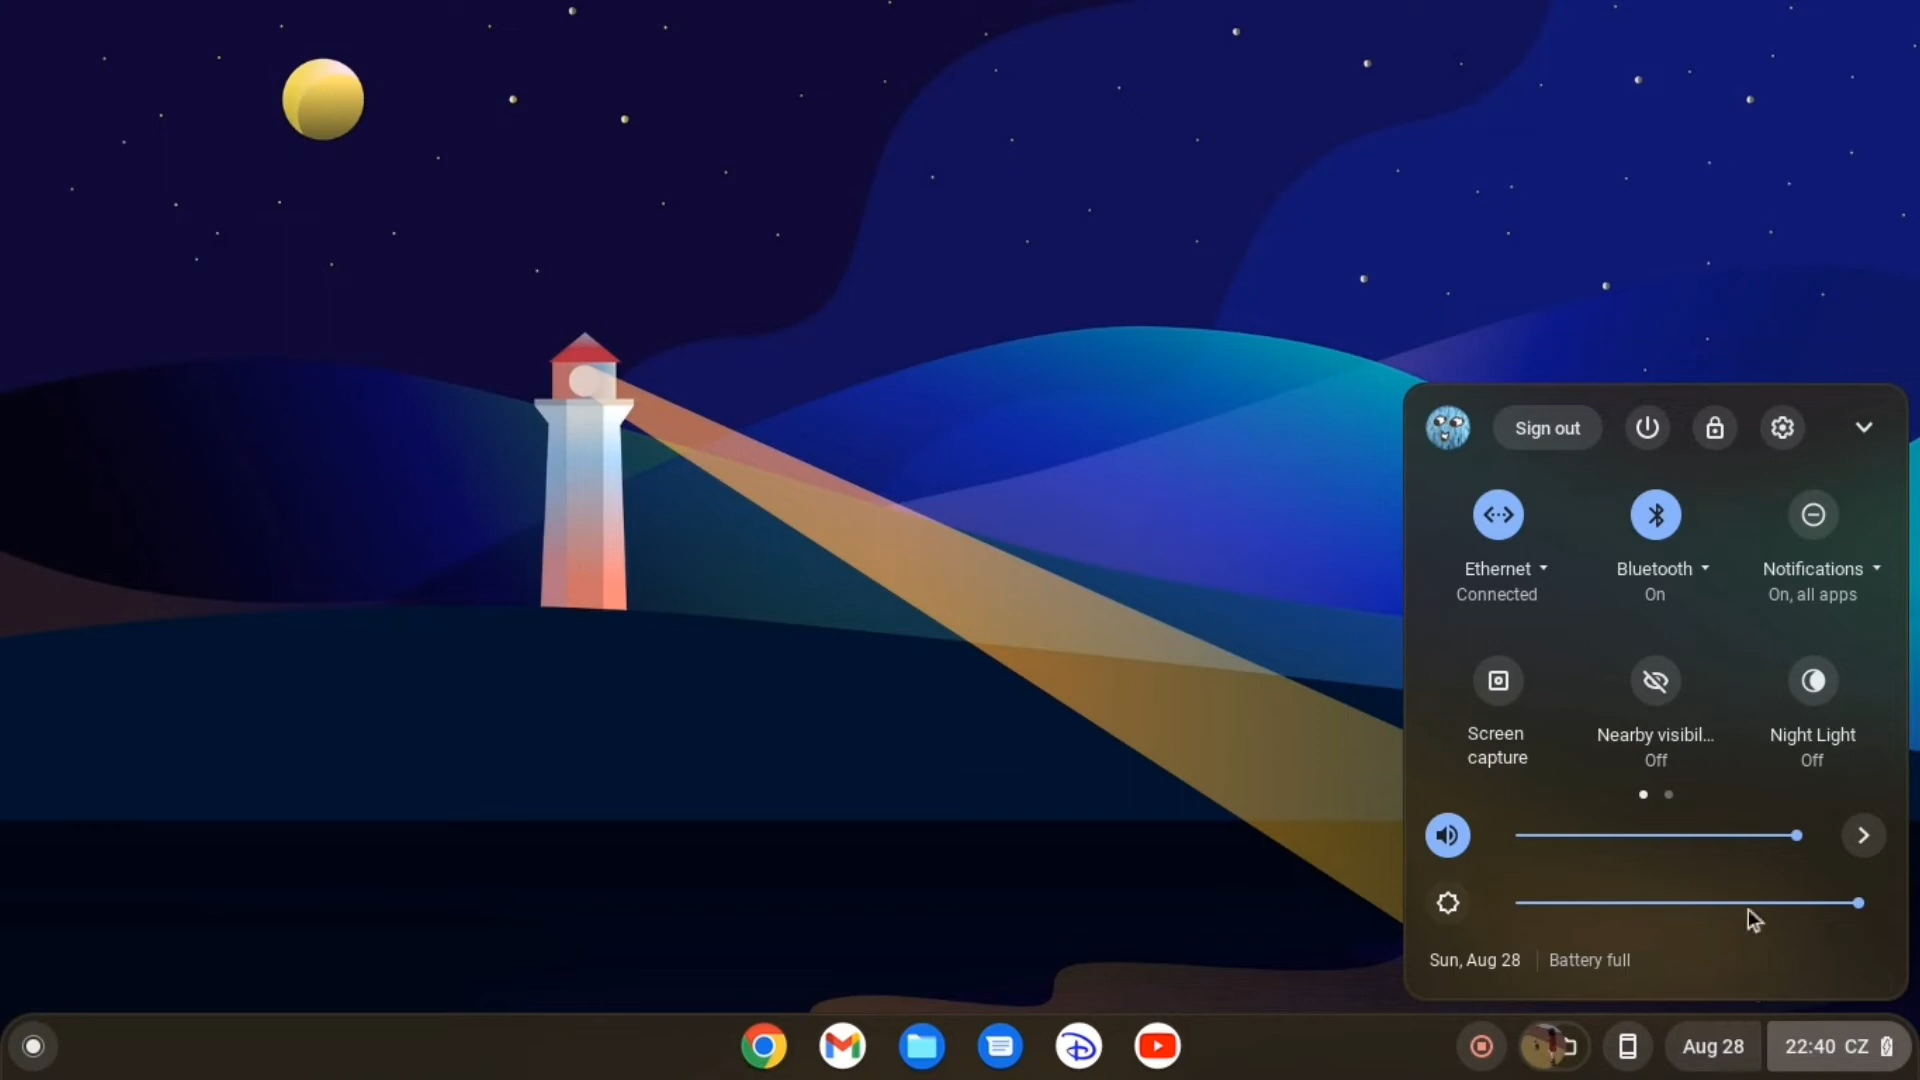 Sign out
Ethernet
Connected
Bluetooth
On
Notifications
On, all apps
Screen
capture
Nearby visibil...
Off
Night Light
Off
Sun, Aug 28
Battery full
Aug 28
22:40 CZ